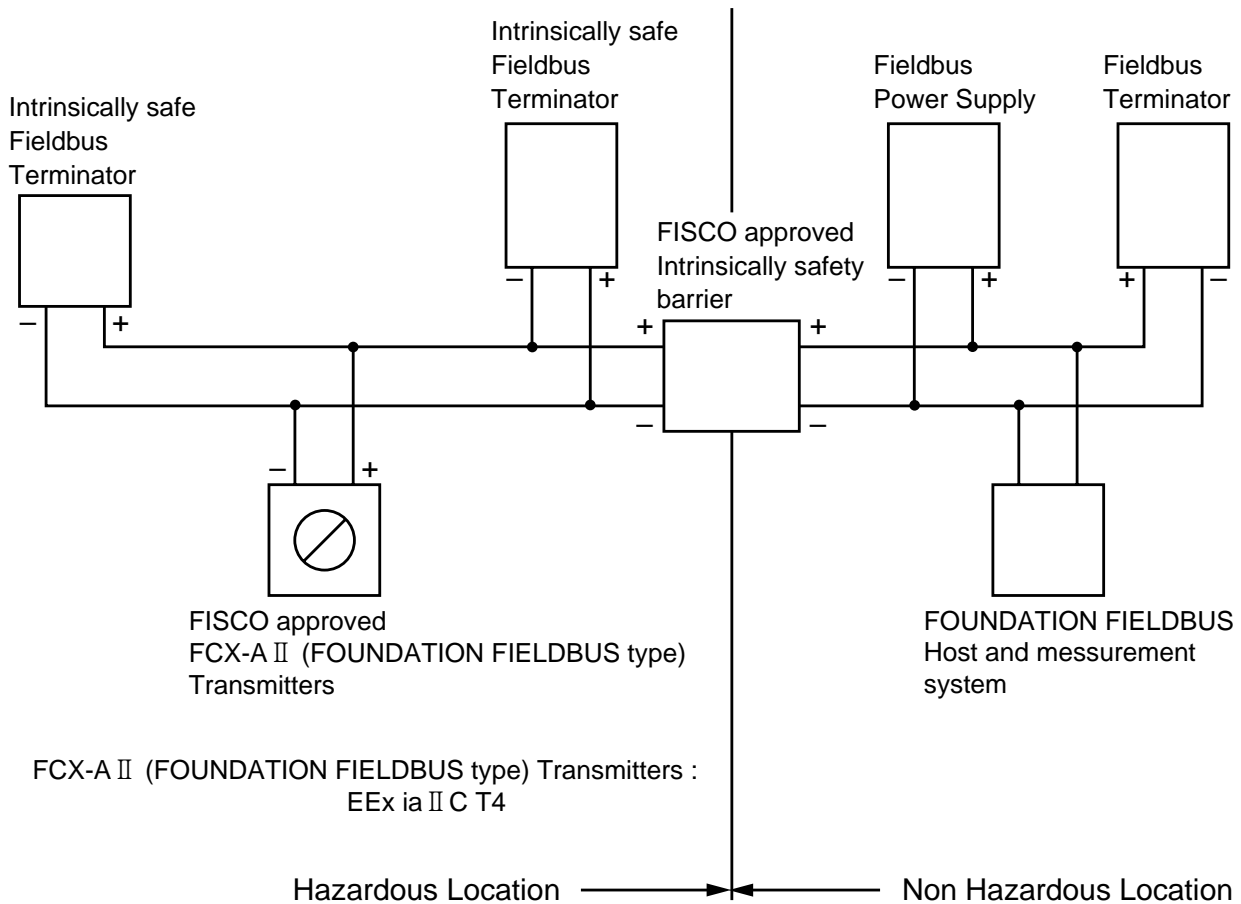 Intrinsically safe
Fieldbus
Terminator
Intrinsically safe
Fieldbus
Terminator
Fieldbus
Power Supply
Fieldbus
Terminator
FISCO approved
Intrinsically safety
barrier
– +
– +
– +
+ –
+ +
– –
– +
FISCO approved
FCX-AⅡ (FOUNDATION FIELDBUS type)
Transmitters
FOUNDATION FIELDBUS
Host and messurement
system
FCX-AⅡ (FOUNDATION FIELDBUS type) Transmitters :
EEx iaⅡC T4
Hazardous Location
Non Hazardous Location